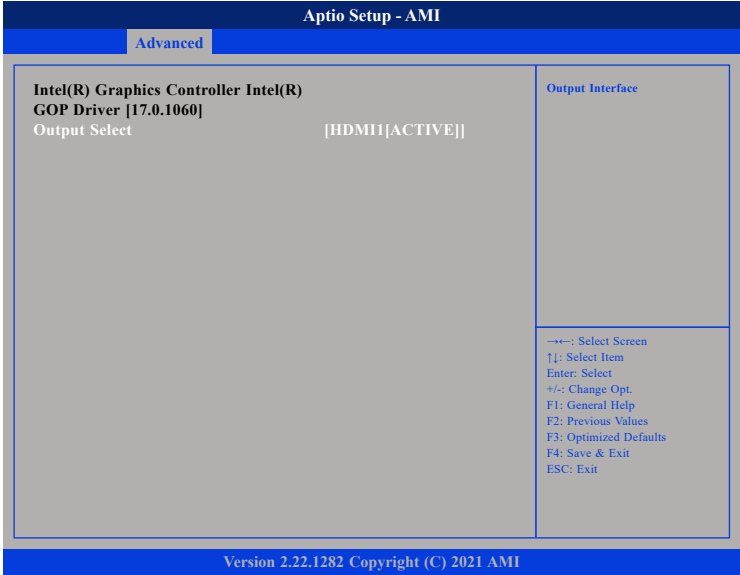 Aptio Setup - AMI
Advanced
Intel(R) Graphics Controller Intel(R)
GOP Driver [17.0.1060]
Output Select [HDMI1[ACTIVE]]
Output Interface
→←: Select Screen
↑↓: Select Item
Enter: Select
+/-: Change Opt.
F1: General Help
F2: Previous Values
F3: Optimized Defaults
F4: Save & Exit
ESC: Exit
Version 2.22.1282 Copyright (C) 2021 AMI